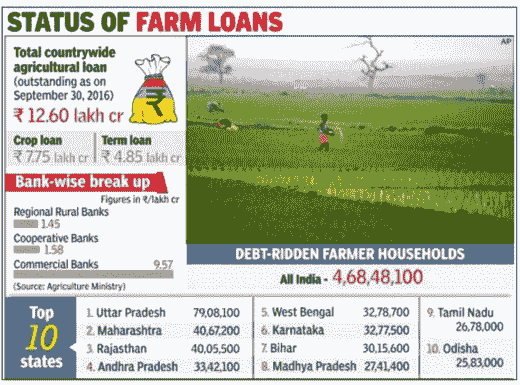 STATUS OF FARM LOANS
Total countrywide
agricultural loan
(outstanding as on
September 30, 2016)
₹ 12.60 lakh cr
Crop loan
₹ 7.75 lakh cr
Term loan
₹ 4.85 lakh cr
Bank-wise break up
Figures in ₹/lakh cr
Regional Rural Banks
1.45
Cooperative Banks
1.58
Commercial Banks
9.57
(Source: Agriculture Ministry)
AP
₹
DEBT-RIDDEN FARMER HOUSEHOLDS
All India - 4,68,48,100
Top
10
states
1. Uttar Pradesh 79,08,100
2. Maharashtra 40,67,200
3. Rajasthan 40,05,500
4. Andhra Pradesh 33,42,100
5. West Bengal 32,78,700
6. Karnataka 32,77,500
7. Bihar 30,15,600
8. Madhya Pradesh 27,41,400
9. Tamil Nadu
26,78,000
10. Odisha
25,83,000